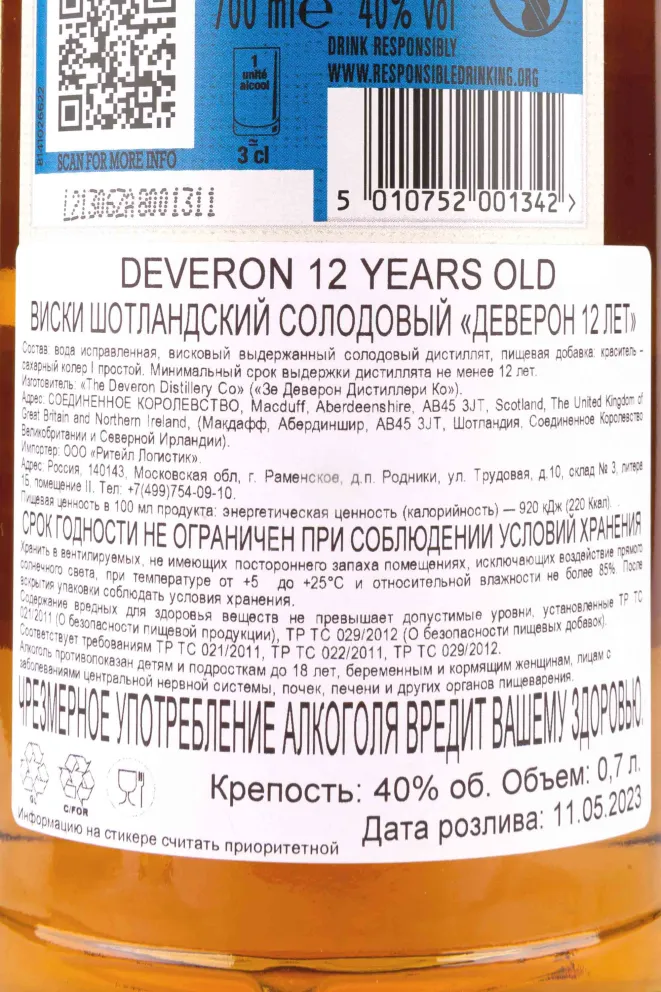 700 ml e 40% vol
DRINK RESPONSIBLY
WWW.RESPONSIBLEDRINKING.ORG
1
unité
alcool
≃
3 cl
8141026622
SCAN FOR MORE INFO
L21306ZA8001311
5 010752 001342 >
DEVERON 12 YEARS OLD
ВИСКИ ШОТЛАНДСКИЙ СОЛОДОВЫЙ «ДЕВЕРОН 12 ЛЕТ»
Состав: вода исправленная, висковый выдержанный солодовый дистиллят, пищевая добавка: краситель -
сахарный колер I простой. Минимальный срок выдержки дистиллята не менее 12 лет.
Изготовитель: «The Deveron Distillery Co» («Зе Деверон Дистиллери Ко»).
Адрес: СОЕДИНЕННОЕ КОРОЛЕВСТВО, Macduff, Aberdeenshire, AB45 3JT, Scotland, The United Kingdom of
Great Britain and Northern Ireland, (Макдафф, Абердиншир, AB45 3JT, Шотландия, Соединенное Королевство
Великобритании и Северной Ирландии).
Импортер: ООО «Ритейл Логистик».
Адрес: Россия, 140143, Московская обл, г. Раменское, д.п. Родники, ул. Трудовая, д.10, склад № 3, литера
1Б, помещение II. Тел: +7(499)754-09-10.
Пищевая ценность в 100 мл продукта: энергетическая ценность (калорийность) — 920 кДж (220 Ккал).
СРОК ГОДНОСТИ НЕ ОГРАНИЧЕН ПРИ СОБЛЮДЕНИИ УСЛОВИЙ ХРАНЕНИЯ
Хранить в вентилируемых, не имеющих постороннего запаха помещениях, исключающих воздействие прямого
солнечного света, при температуре от +5 до +25°С и относительной влажности не более 85%. После
вскрытия упаковки соблюдать условия хранения.
Содержание вредных для здоровья веществ не превышает допустимые уровни, установленные ТР ТС
021/2011 (О безопасности пищевой продукции), ТР ТС 029/2012 (О безопасности пищевых добавок).
Соответствует требованиям ТР ТС 021/2011, ТР ТС 022/2011, ТР ТС 029/2012.
Алкоголь противопоказан детям и подросткам до 18 лет, беременным и кормящим женщинам, лицам с
заболеваниями центральной нервной системы, почек, печени и других органов пищеварения.
ЧРЕЗМЕРНОЕ УПОТРЕБЛЕНИЕ АЛКОГОЛЯ ВРЕДИТ ВАШЕМУ ЗДОРОВЬЮ.
GL
C/FOR
Крепость: 40% об. Объем: 0,7 л.
Дата розлива: 11.05.2023
Информацию на стикере считать приоритетной